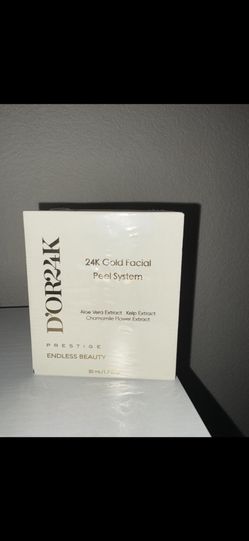 D'OR24K
PRESTIGE
ENDLESS BEAUTY
24K Gold Facial
Peel System
Aloe Vera Extract Kelp Extract
Chamomile Flower Extract